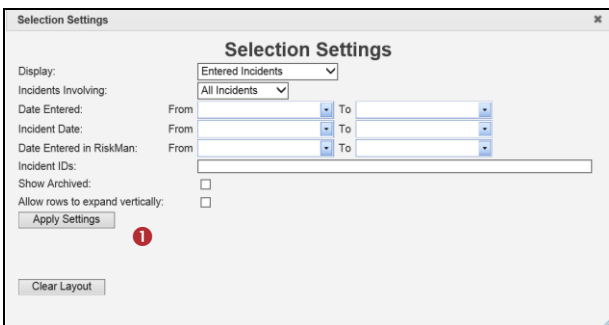 Selection Settings
Selection Settings
Display: Entered Incidents
Incidents Involving: All Incidents
Date Entered: From To
Incident Date: From To
Date Entered in RiskMan: From To
Incident IDs:
Show Archived:
Allow rows to expand vertically:
Apply Settings
1
Clear Layout